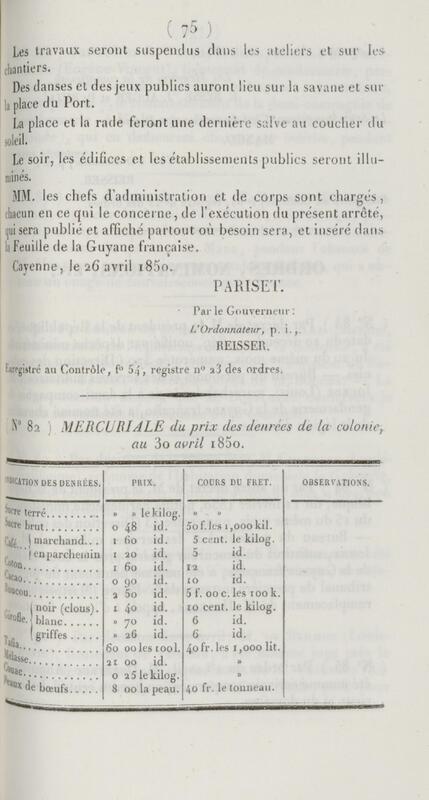 ( 75 )
Les travaux seront suspendus dans les ateliers et sur les
chantiers.
Des danses et des jeux publics auront lieu sur la savane et sur
la place du Port.
La place et la rade feront une dernière salve au coucher du
soleil.
Le soir, les édifices et les établissements publics seront illu-
minés.
MM. les chefs d'administration et de corps sont chargés,
chacun en ce qui le concerne, de l'exécution du présent arrêté,
qui sera publié et affiché partout où besoin sera, et inséré dans
la Feuille de la Guyane française.
Cayenne, le 26 avril 1850.
PARISET.
Par le Gouverneur :
L'Ordonnateur, p. i.,
REISSER.
Enregistré au Contrôle, f° 54, registre n° 23 des ordres.
( N° 82 ) MERCURIALE du prix des denrées de la colonie,
au 30 avril 1850.
INDICATION DES DENRÉES. PRIX. COURS DU FRET. OBSERVATIONS.
Sucre terré........ » » le kilog. » »
Sucre brut........ 0 48 id. 50 f. les 1,000 kil.
Café.. { marchand... 1 60 id. 5 cent. le kilog.
{ en parchemin 1 20 id. 5 id.
Coton............ 1 60 id. 12 id.
Cacao............ 0 90 id. 10 id.
Roucou.......... 2 50 id. 5 f. 00 c. les 100 k.
Girofle. { noir (clous). 1 40 id. 10 cent. le kilog.
blanc....... » 70 id. 6 id.
griffes ...... » 26 id. 6 id.
Tafia............ 60 00 les 100 l. 40 fr. les 1,000 lit.
Mélasse.......... 21 00 id. »
Couac........... 0 25 le kilog. »
Peaux de bœufs..... 8 00 la peau. 40 fr. le tonneau.